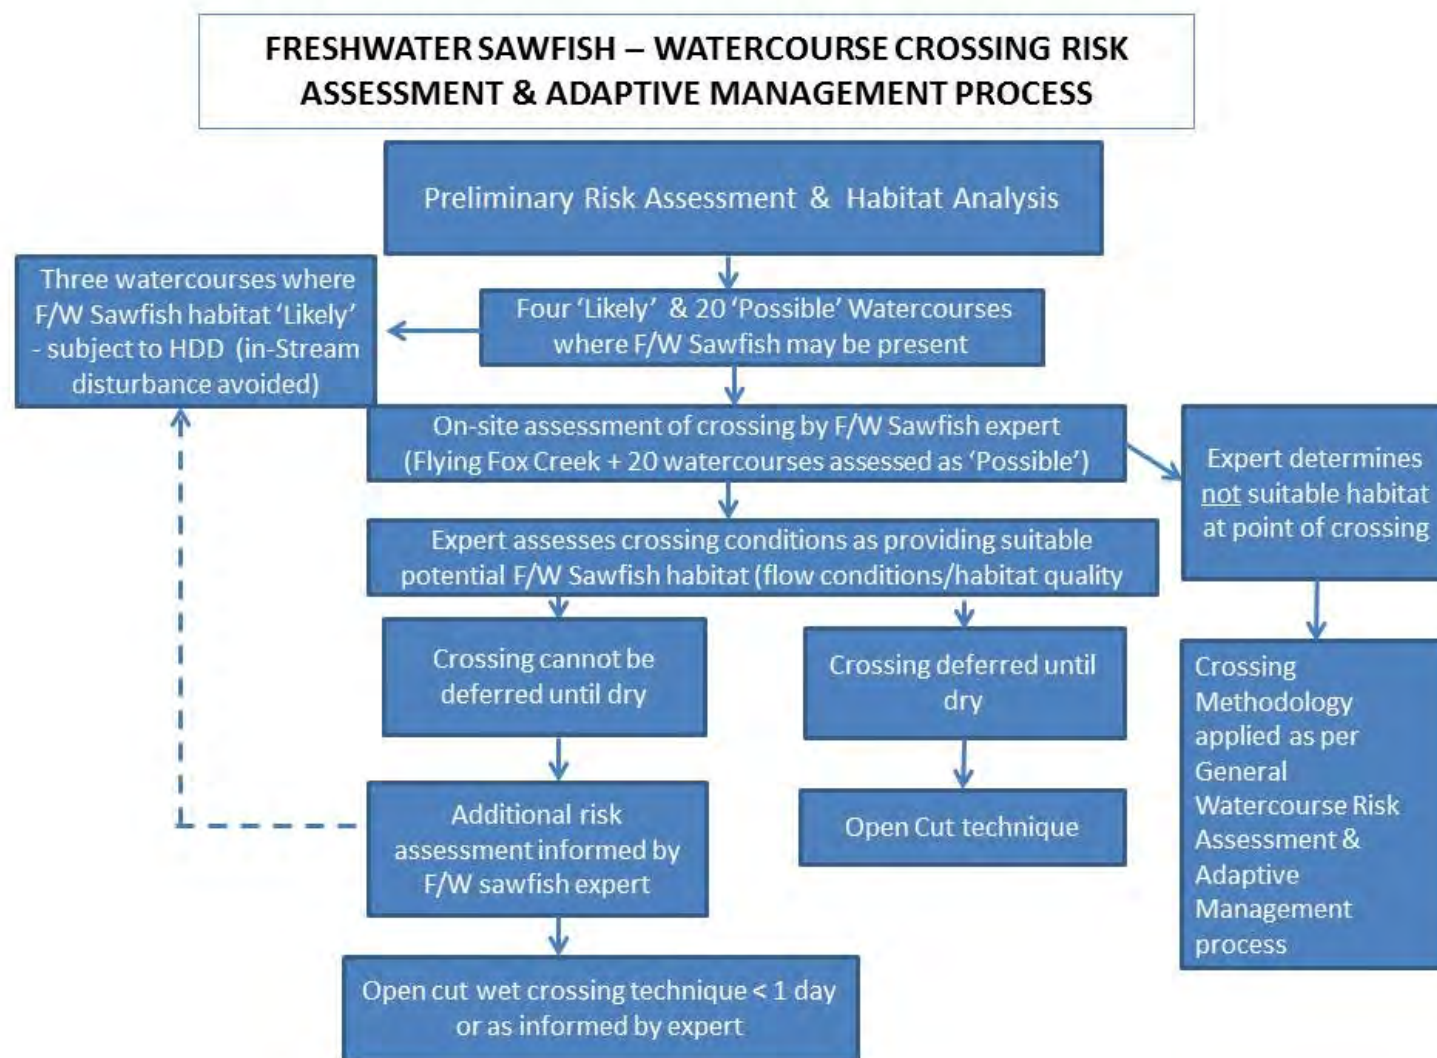 FRESHWATER SAWFISH – WATERCOURSE CROSSING RISK
ASSESSMENT & ADAPTIVE MANAGEMENT PROCESS
Preliminary Risk Assessment & Habitat Analysis
Three watercourses where
F/W Sawfish habitat ‘Likely’
- subject to HDD (in-Stream
disturbance avoided)
Four ‘Likely’ & 20 ‘Possible’ Watercourses
where F/W Sawfish may be present
On-site assessment of crossing by F/W Sawfish expert
(Flying Fox Creek + 20 watercourses assessed as ‘Possible’)
Expert determines
not suitable habitat
at point of crossing
Expert assesses crossing conditions as providing suitable
potential F/W Sawfish habitat (flow conditions/habitat quality
Crossing cannot be
deferred until dry
Crossing deferred until
dry
Crossing
Methodology
applied as per
General
Watercourse Risk
Assessment &
Adaptive
Management
process
Additional risk
assessment informed by
F/W sawfish expert
Open Cut technique
Open cut wet crossing technique < 1 day
or as informed by expert